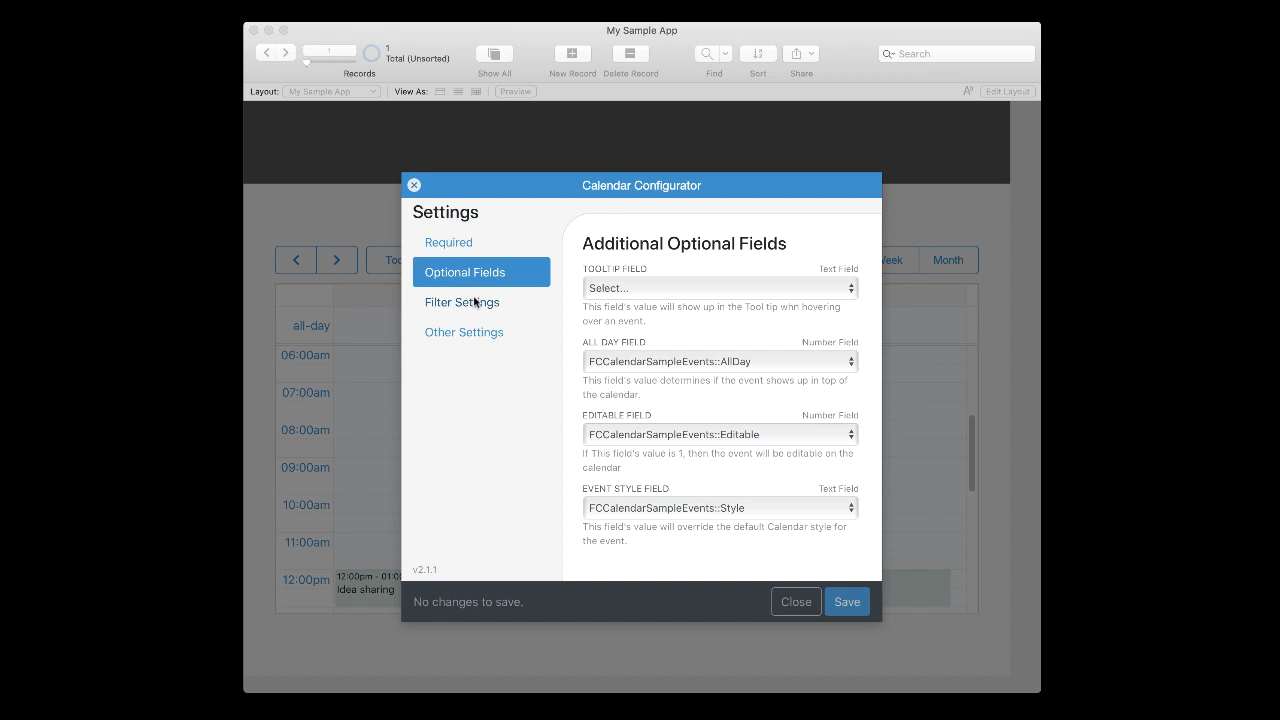 My Sample App
1
1
Total (Unsorted)
Records
Show All
New Record
Delete Record
Find
Sort
Share
Search
Layout:
My Sample App
View As:
Preview
Edit Layout
Calendar Configurator
Settings
Required
Optional Fields
Filter Settings
Other Settings
v2.1.1
Additional Optional Fields
TOOLTIP FIELD Text Field
Select...
This field's value will show up in the Tool tip whn hovering
over an event.
ALL DAY FIELD Number Field
FCCalendarSampleEvents::AllDay
This field's value determines if the event shows up in top of
the calendar.
EDITABLE FIELD Number Field
FCCalendarSampleEvents::Editable
If This field's value is 1, then the event will be editable on the
calendar
EVENT STYLE FIELD Text Field
FCCalendarSampleEvents::Style
This field's value will override the default Calendar style for
the event.
No changes to save.
Close
Save
Month
all-day
06:00am
07:00am
08:00am
09:00am
10:00am
11:00am
12:00pm
12:00pm - 01:00
Idea sharing